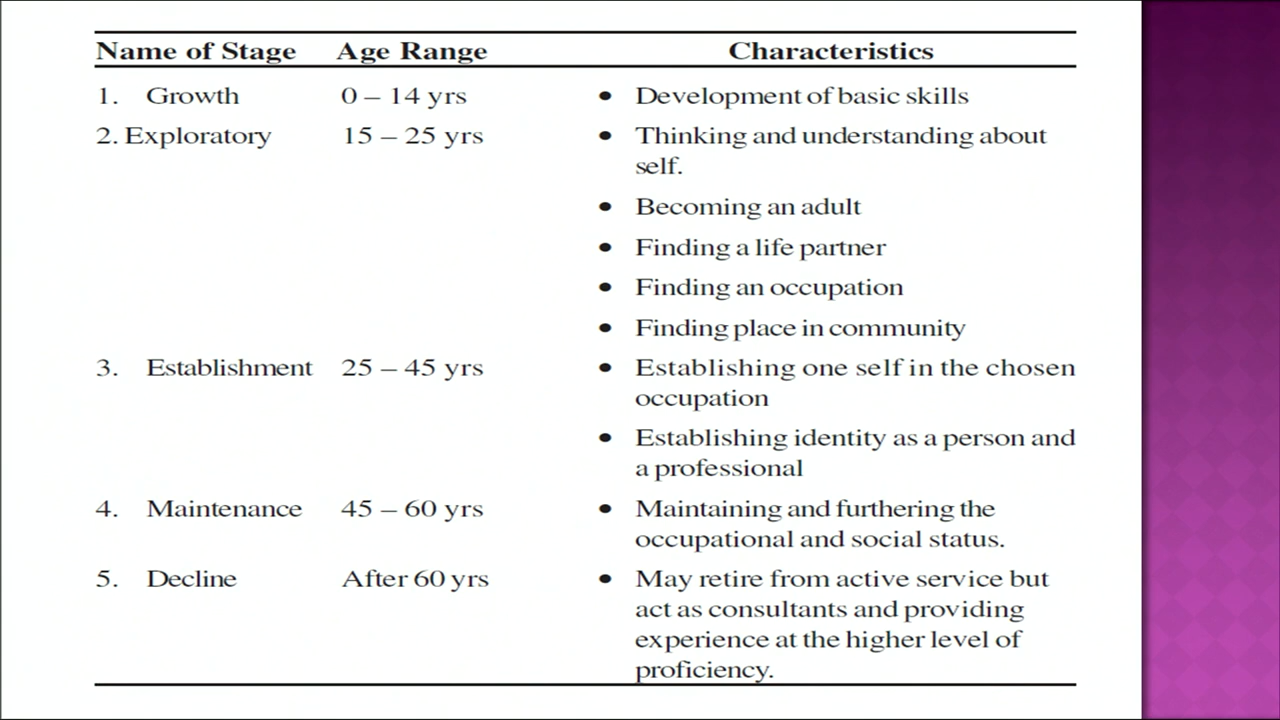 Name of Stage Age Range Characteristics
1. Growth 0 – 14 yrs • Development of basic skills
2. Exploratory 15 – 25 yrs • Thinking and understanding about
self.
• Becoming an adult
• Finding a life partner
• Finding an occupation
• Finding place in community
3. Establishment 25 – 45 yrs • Establishing one self in the chosen
occupation
• Establishing identity as a person and
a professional
4. Maintenance 45 – 60 yrs • Maintaining and furthering the
occupational and social status.
5. Decline After 60 yrs • May retire from active service but
act as consultants and providing
experience at the higher level of
proficiency.